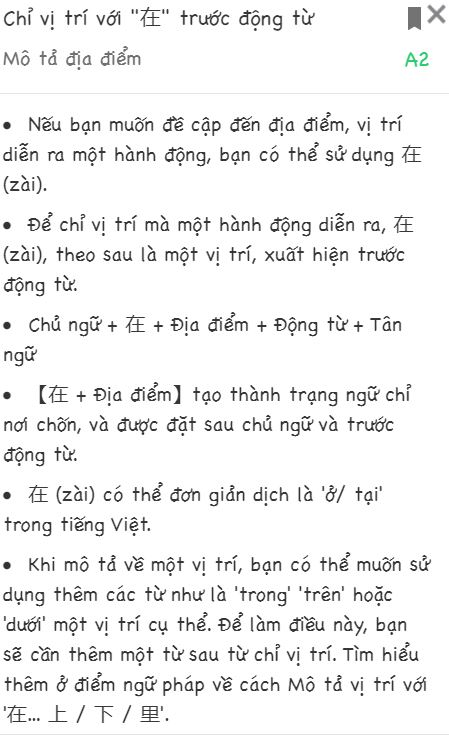 Chỉ vị trí với "在" trước động từ
Mô tả địa điểm
A2
• Nếu bạn muốn đề cập đến địa điểm, vị trí
diễn ra một hành động, bạn có thể sử dụng 在
(zài).
• Để chỉ vị trí mà một hành động diễn ra, 在
(zài), theo sau là một vị trí, xuất hiện trước
động từ.
• Chủ ngữ + 在 + Địa điểm + Động từ + Tân
ngữ
• 【在 + Địa điểm】tạo thành trạng ngữ chỉ
nơi chốn, và được đặt sau chủ ngữ và trước
động từ.
• 在 (zài) có thể đơn giản dịch là 'ở/ tại'
trong tiếng Việt.
• Khi mô tả về một vị trí, bạn có thể muốn sử
dụng thêm các từ như là 'trong' 'trên' hoặc
'dưới' một vị trí cụ thể. Để làm điều này, bạn
sẽ cần thêm một từ sau từ chỉ vị trí. Tìm hiểu
thêm ở điểm ngữ pháp về cách Mô tả vị trí với
'在... 上 / 下 / 里'.